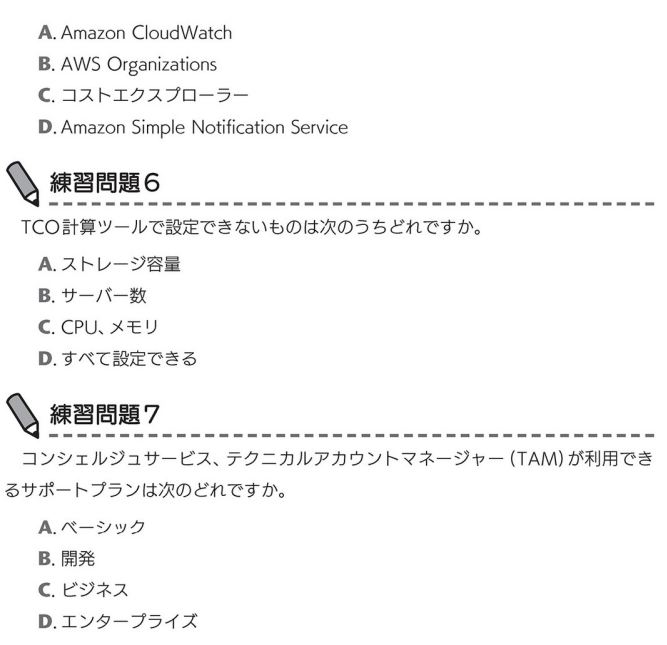 A. Amazon CloudWatch
B. AWS Organizations
C. コストエクスプローラー
D. Amazon Simple Notification Service
練習問題6
TCO計算ツールで設定できないものは次のうちどれですか。
A. ストレージ容量
B. サーバー数
C. CPU、メモリ
D. すべて設定できる
練習問題7
コンシェルジュサービス、テクニカルアカウントマネージャー（TAM）が利用でき
るサポートプランは次のどれですか。
A. ベーシック
B. 開発
C. ビジネス
D. エンタープライズ